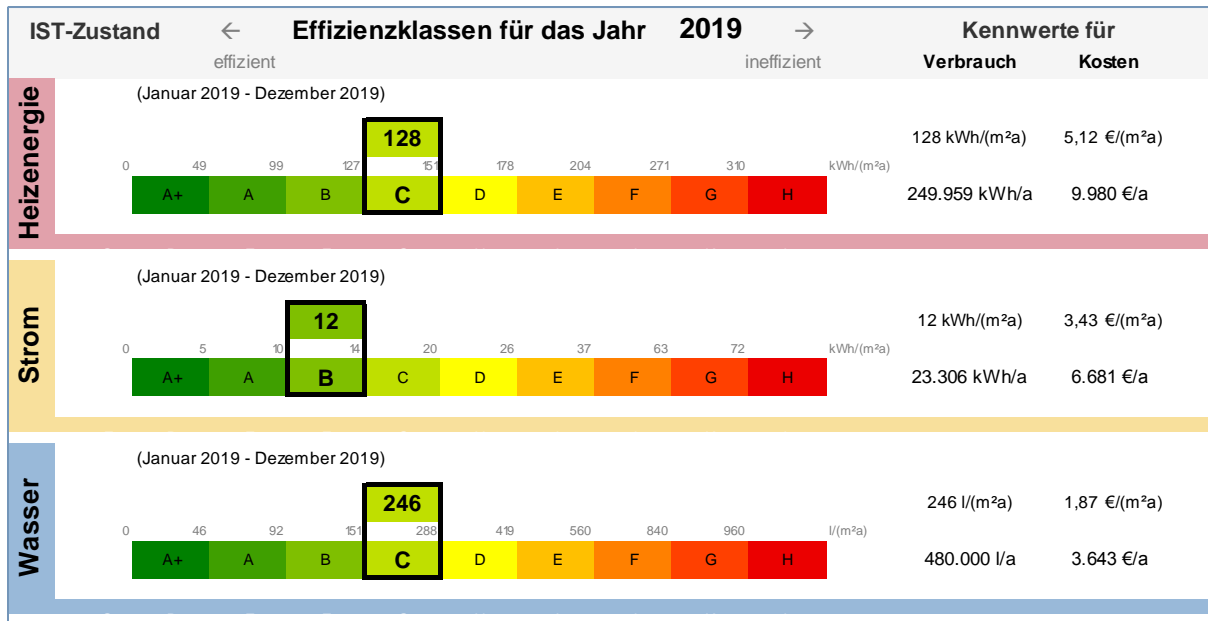 IST-Zustand ← Effizienzklassen für das Jahr 2019 → Kennwerte für
effizient ineffizient Verbrauch Kosten
Heizenergie
(Januar 2019 - Dezember 2019)
128 128 kWh/(m²a) 5,12 €/(m²a)
0 49 99 127 151 178 204 271 310 kWh/(m²a)
A+ A B C D E F G H 249.959 kWh/a 9.980 €/a
Strom
(Januar 2019 - Dezember 2019)
12 12 kWh/(m²a) 3,43 €/(m²a)
0 5 10 14 20 26 37 63 72 kWh/(m²a)
A+ A B C D E F G H 23.306 kWh/a 6.681 €/a
Wasser
(Januar 2019 - Dezember 2019)
246 246 l/(m²a) 1,87 €/(m²a)
0 46 92 151 288 419 560 840 960 l/(m²a)
A+ A B C D E F G H 480.000 l/a 3.643 €/a